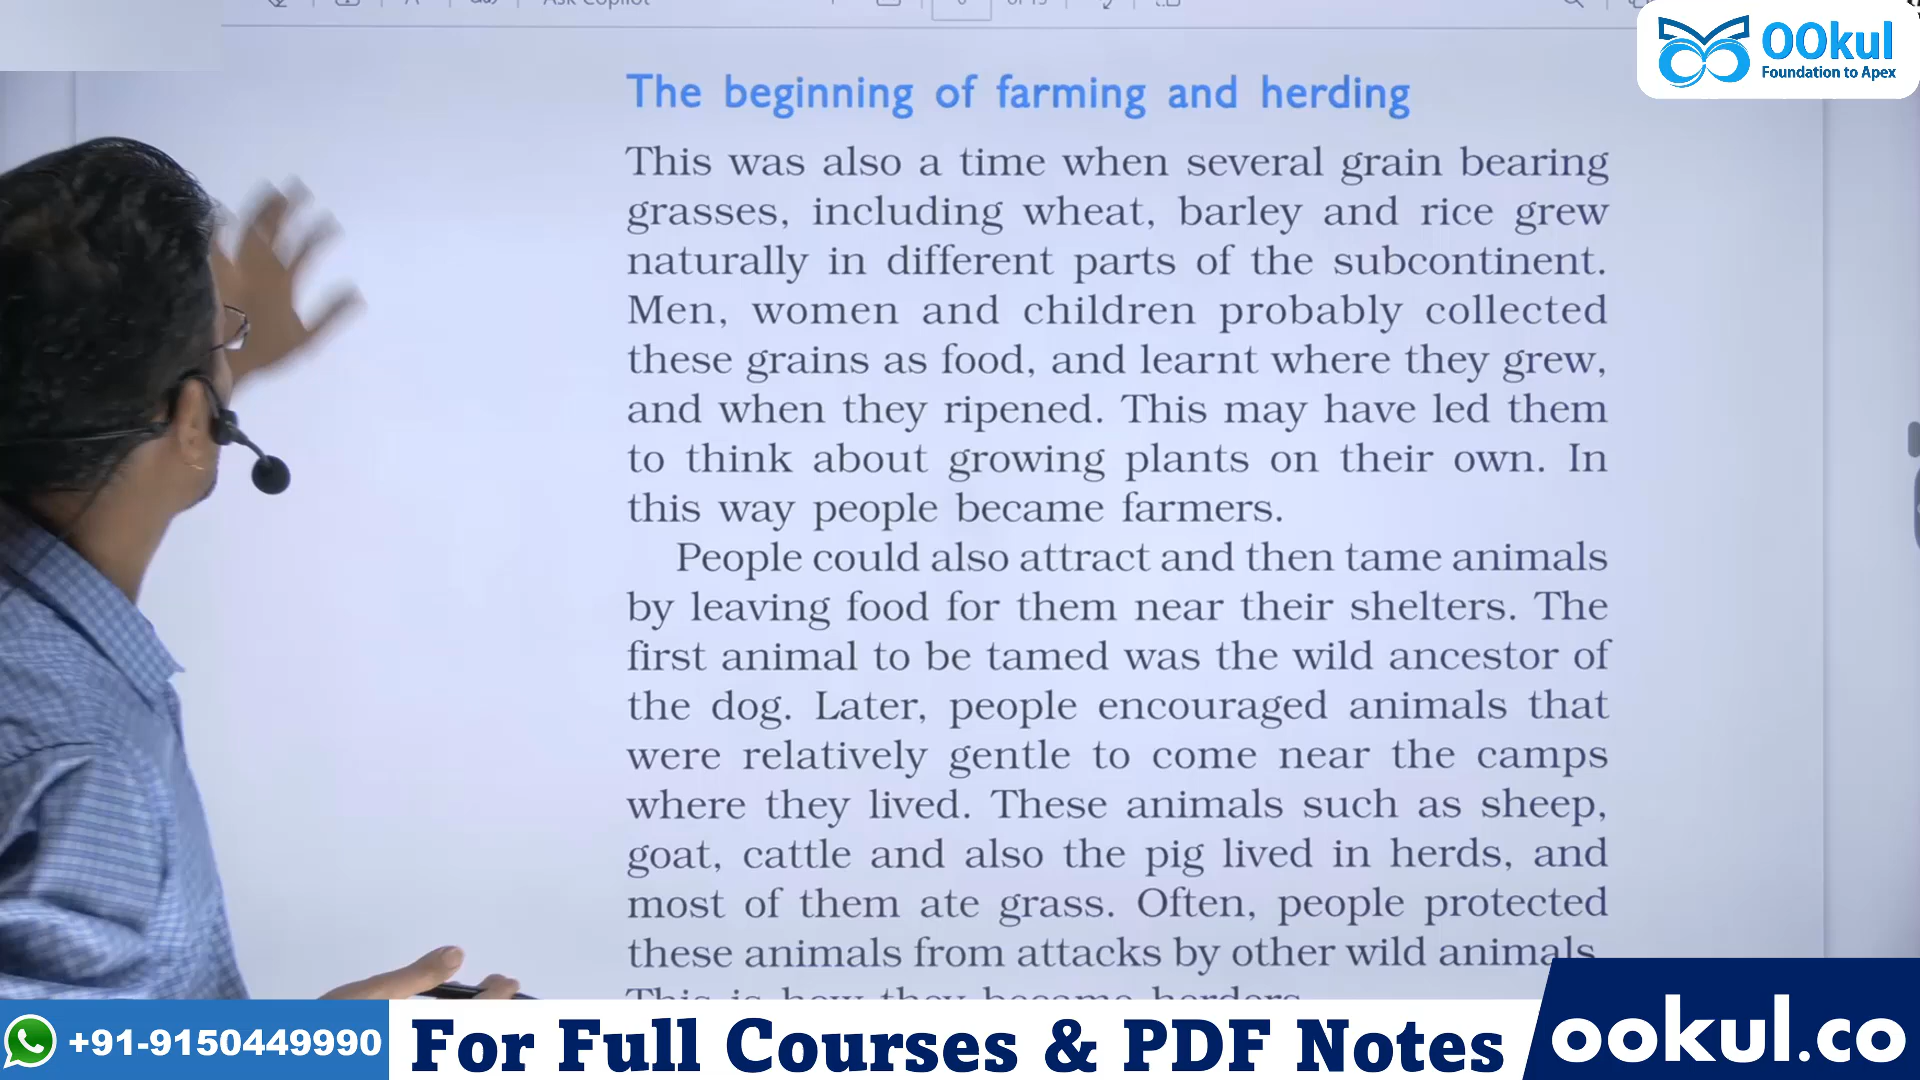 Ask Copilot
OOkul
Foundation to Apex
The beginning of farming and herding
This was also a time when several grain bearing
grasses, including wheat, barley and rice grew
naturally in different parts of the subcontinent.
Men, women and children probably collected
these grains as food, and learnt where they grew,
and when they ripened. This may have led them
to think about growing plants on their own. In
this way people became farmers.
People could also attract and then tame animals
by leaving food for them near their shelters. The
first animal to be tamed was the wild ancestor of
the dog. Later, people encouraged animals that
were relatively gentle to come near the camps
where they lived. These animals such as sheep,
goat, cattle and also the pig lived in herds, and
most of them ate grass. Often, people protected
these animals from attacks by other wild animals.
This is how they became herders.
+91-9150449990
For Full Courses & PDF Notes
ookul.co